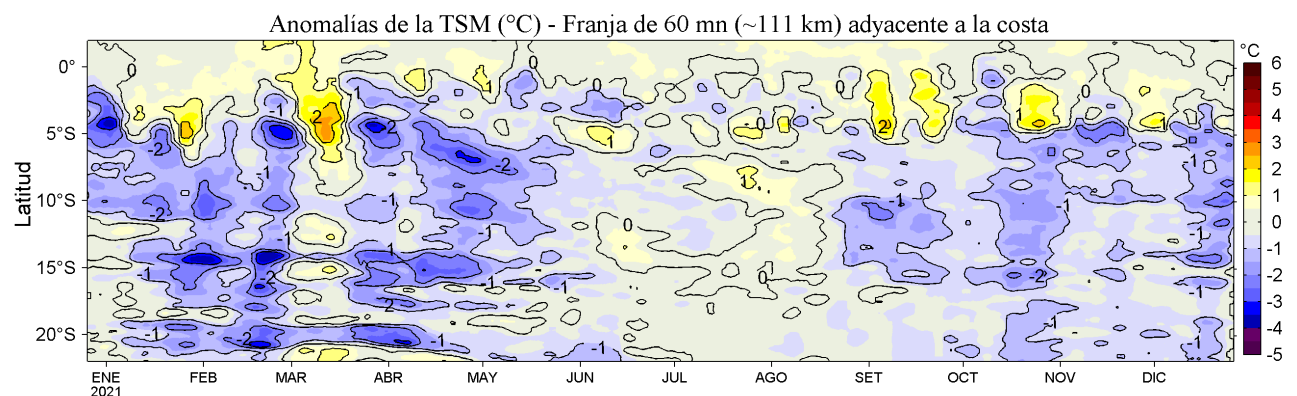 Anomalías de la TSM (°C) - Franja de 60 mn (~111 km) adyacente a la costa
°C
6
5
4
3
2
1
0
-1
-2
-3
-4
-5
Latitud
0°
5°S
10°S
15°S
20°S
ENE FEB MAR ABR MAY JUN JUL AGO SET OCT NOV DIC
2021